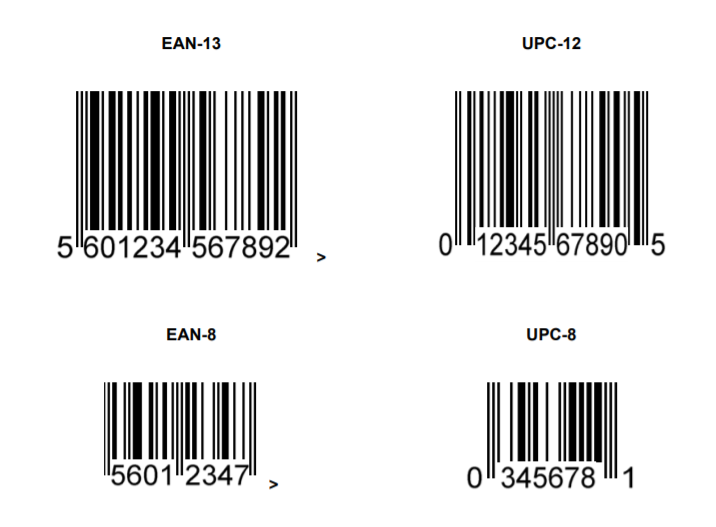 EAN-13
UPC-12
5 601234 567892 >
0 12345 67890 5
EAN-8
UPC-8
5601 2347 >
0 345678 1